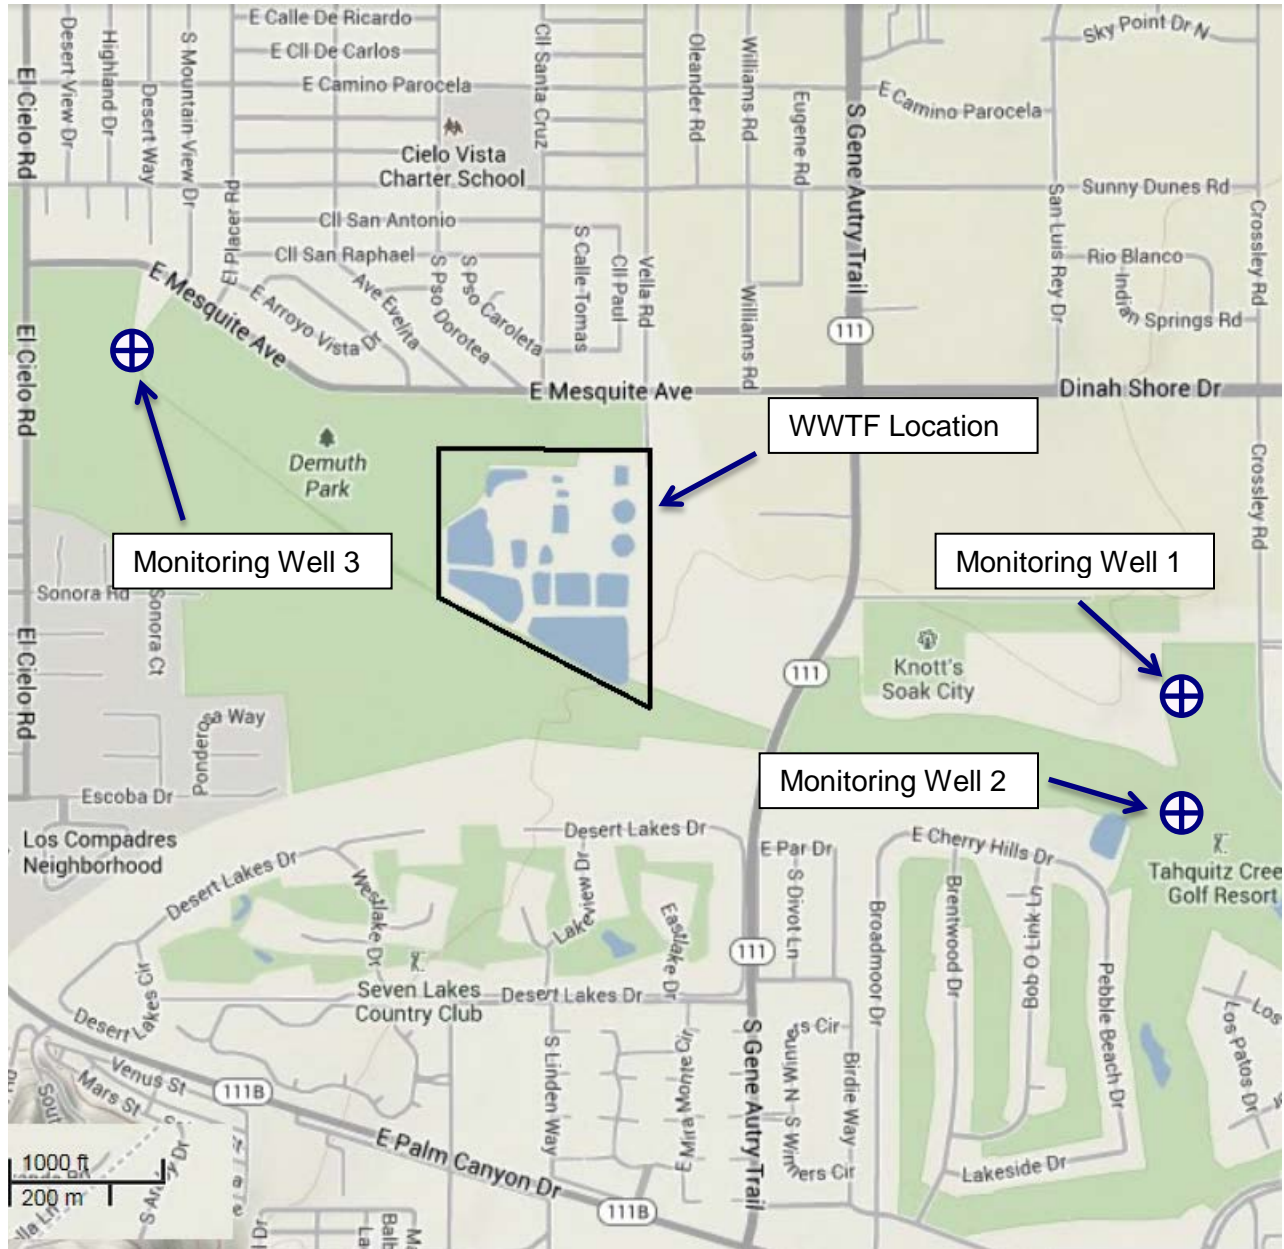 E Calle De Ricardo
E Cll De Carlos
E Camino Parocela
Desert View Dr
Highland Dr
Desert Way
S Mountain View Dr
El Cielo Rd
Cll Santa Cruz
Oleander Rd
Williams Rd
Eugene Rd
S Gene Autry Trail
Sky Point Dr N
E Camino Parocela
Cielo Vista
Charter School
Sunny Dunes Rd
San Luis Rey Dr
Crossley Rd
El Placer Rd
Cll San Antonio
Cll San Raphael
S Calle Tomas
Cll Paul
Vella Rd
Williams Rd
Rio Blanco
Indian Springs Rd
E Mesquite Ave
E Arroyo Vista Dr
Ave Evelita
S Pso Dorotea
S Pso Caroleta
111
El Cielo Rd
E Mesquite Ave
Dinah Shore Dr
WWTF Location
Demuth
Park
Crossley Rd
Monitoring Well 3
Monitoring Well 1
Sonora Rd
Sonora Ct
El Cielo Rd
Knott's
Soak City
111
Ponderosa Way
Monitoring Well 2
Escoba Dr
Los Compadres
Neighborhood
Desert Lakes Dr
Desert Lakes Dr
Westlake Dr
Lakeview Dr
Eastlake Dr
E Par Dr
S Divot Ln
Broadmoor Dr
E Cherry Hills Dr
Brentwood Dr
Bob O Link Ln
Pebble Beach Dr
Tahquitz Cree
Golf Resort
111
Seven Lakes
Country Club
Desert Lakes Dr
Desert Lakes Cir
Los
Los Patos Dr
Venus St
Mars St
Sout
111B
E Palm Canyon Dr
S Linden Way
E Mira Monte Cir
S Gene Autry Trail
ss Cir
N Winne
S Winners Cir
Birdie Way
Lakeside Dr
111B
1000 ft
200 m
lla Ln